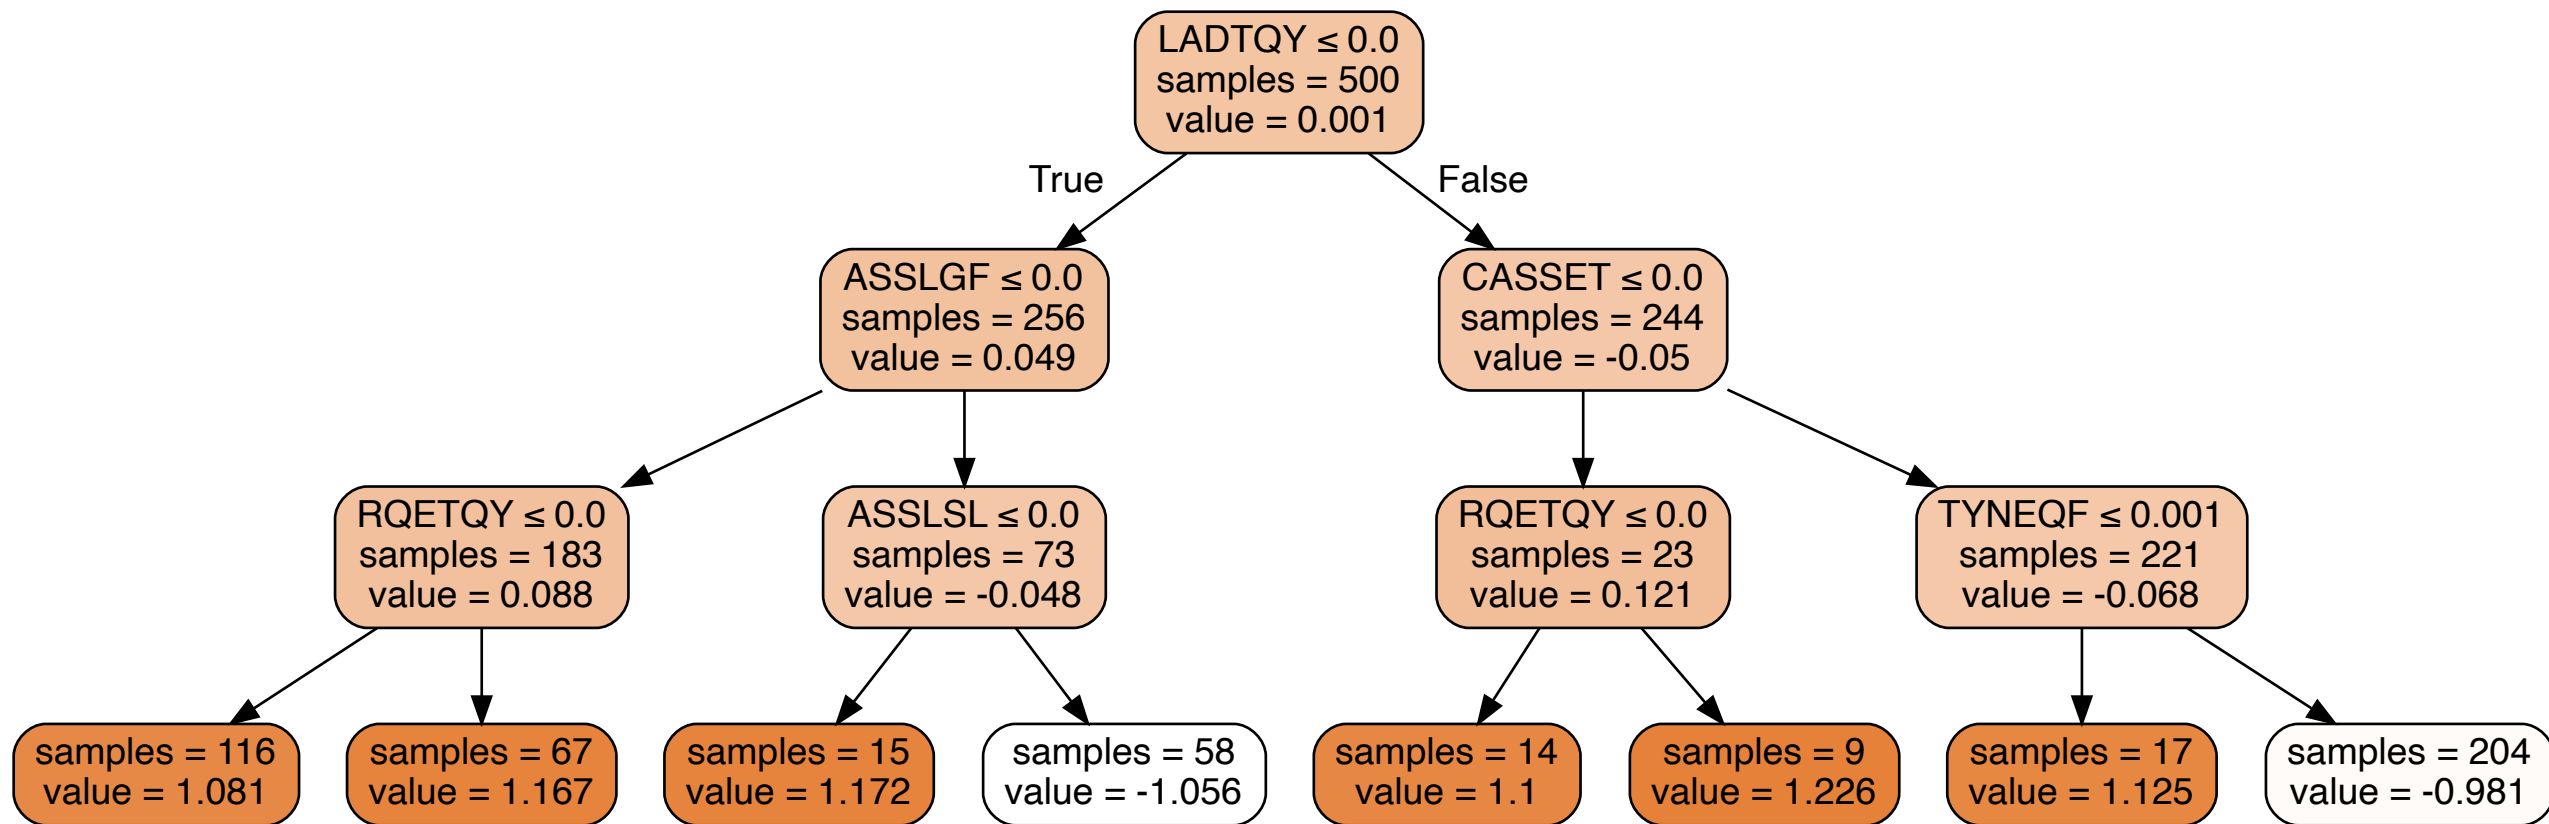 LADTQY ≤ 0.0
samples = 500
value = 0.001
True
False
ASSLGF ≤ 0.0
samples = 256
value = 0.049
CASSET ≤ 0.0
samples = 244
value = -0.05
RQETQY ≤ 0.0
samples = 183
value = 0.088
ASSLSL ≤ 0.0
samples = 73
value = -0.048
RQETQY ≤ 0.0
samples = 23
value = 0.121
TYNEQF ≤ 0.001
samples = 221
value = -0.068
samples = 116
value = 1.081
samples = 67
value = 1.167
samples = 15
value = 1.172
samples = 58
value = -1.056
samples = 14
value = 1.1
samples = 9
value = 1.226
samples = 17
value = 1.125
samples = 204
value = -0.981